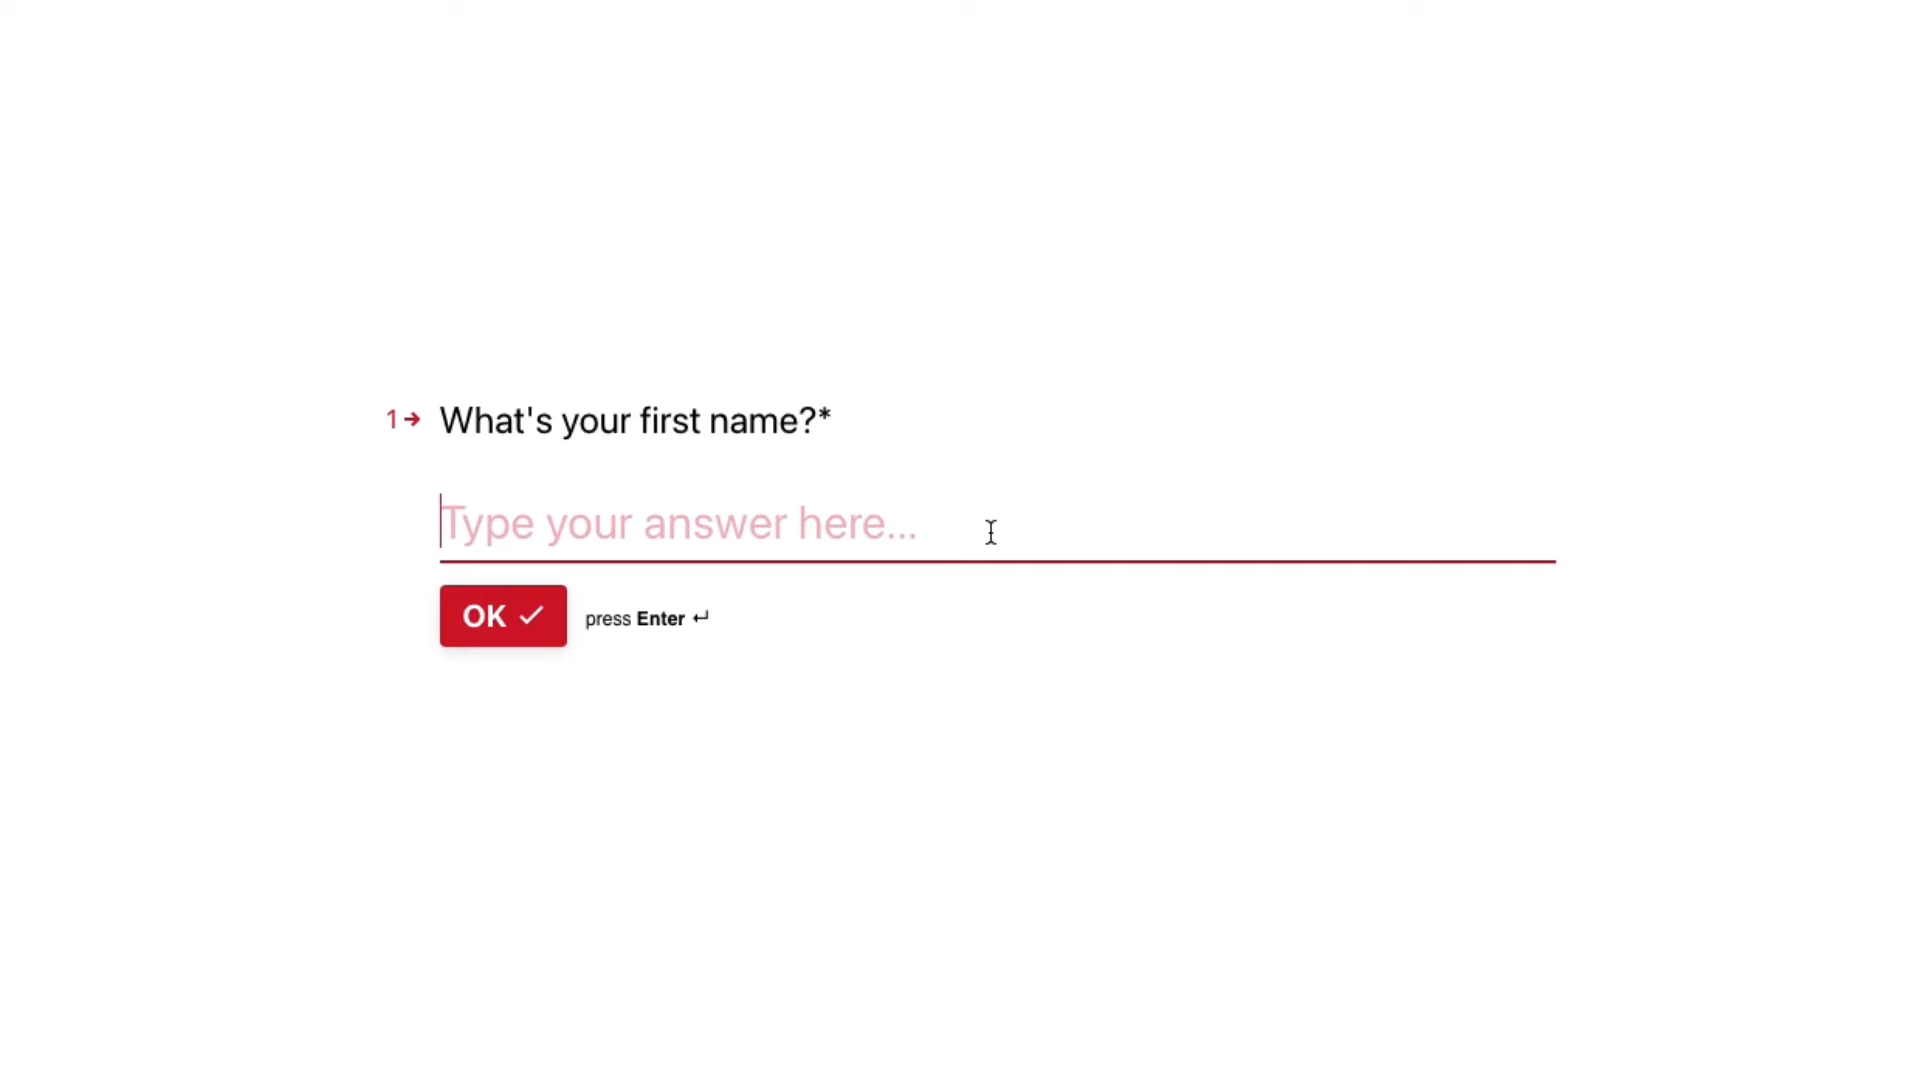 1→ What's your first name?*
Type your answer here...
OK ✓ press Enter ↵